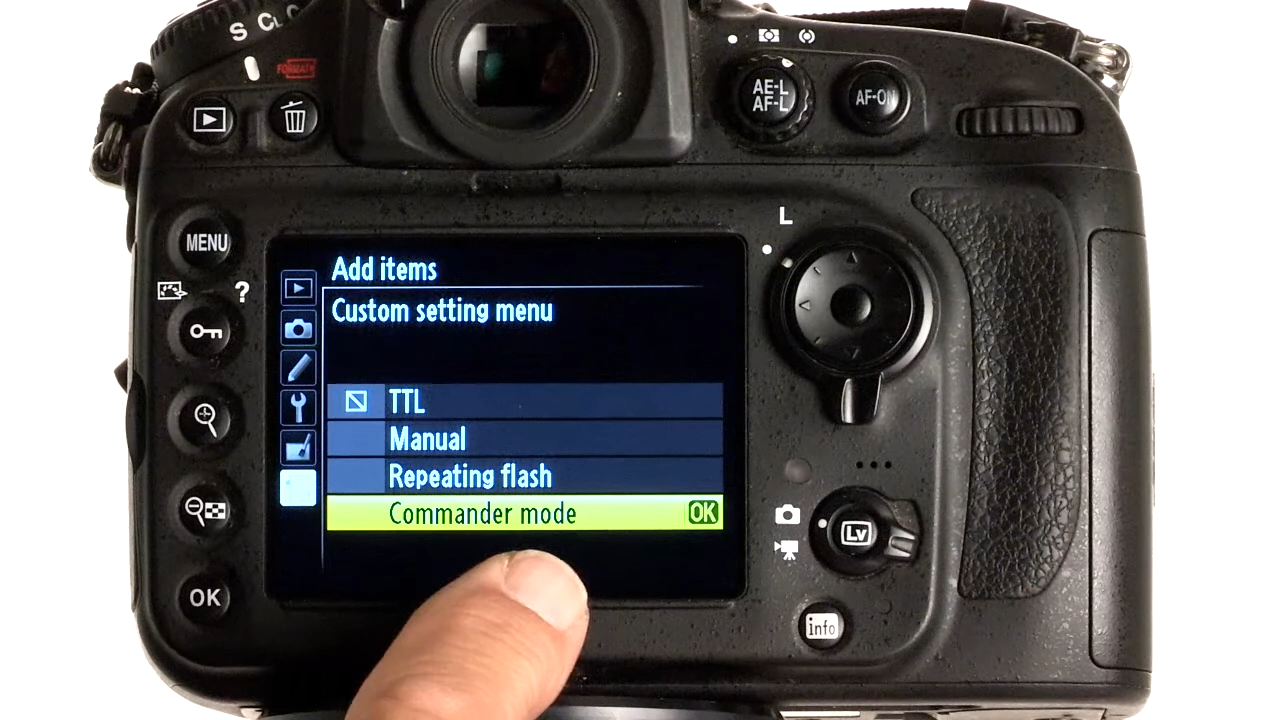 S CL C
FORMAT
AE-L
AF-L
AF-ON
MENU
L
?
Add items
Custom setting menu
TTL
Manual
Repeating flash
Commander mode OK
Lv
OK
info